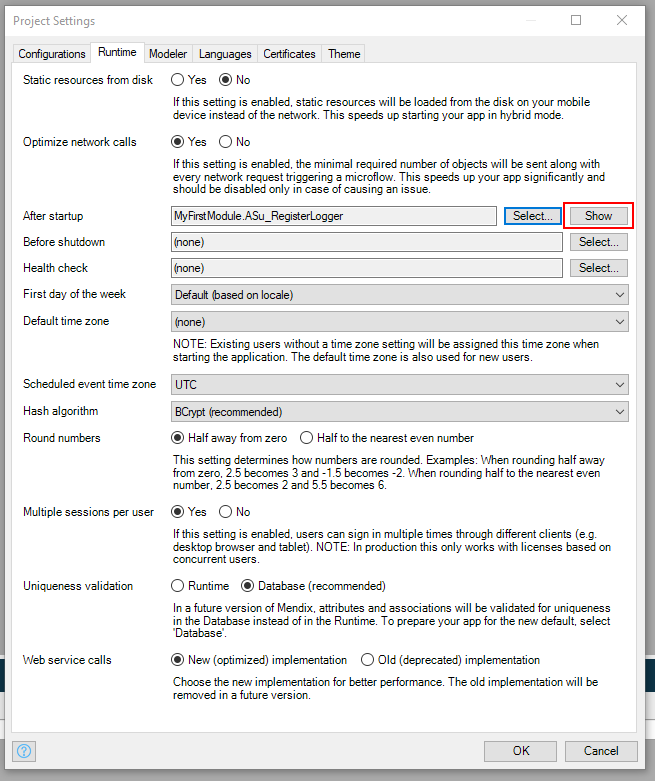 Project Settings
Configurations Runtime Modeler Languages Certificates Theme
Static resources from disk Yes No
If this setting is enabled, static resources will be loaded from the disk on your mobile
device instead of the network. This speeds up starting your app in hybrid mode.
Optimize network calls Yes No
If this setting is enabled, the minimal required number of objects will be sent along with
every network request triggering a microflow. This speeds up your app significantly and
should be disabled only in case of causing an issue.
After startup MyFirstModule.ASu_RegisterLogger Select... Show
Before shutdown (none) Select...
Health check (none) Select...
First day of the week Default (based on locale)
Default time zone (none)
NOTE: Existing users without a time zone setting will be assigned this time zone when
starting the application. The default time zone is also used for new users.
Scheduled event time zone UTC
Hash algorithm BCrypt (recommended)
Round numbers Half away from zero Half to the nearest even number
This setting determines how numbers are rounded. Examples: When rounding half away
from zero, 2.5 becomes 3 and -1.5 becomes -2. When rounding half to the nearest even
number, 2.5 becomes 2 and 5.5 becomes 6.
Multiple sessions per user Yes No
If this setting is enabled, users can sign in multiple times through different clients (e.g.
desktop browser and tablet). NOTE: In production this only works with licenses based on
concurrent users.
Uniqueness validation Runtime Database (recommended)
In a future version of Mendix, attributes and associations will be validated for uniqueness
in the Database instead of in the Runtime. To prepare your app for the new default, select
'Database'.
Web service calls New (optimized) implementation Old (deprecated) implementation
Choose the new implementation for better performance. The old implementation will be
removed in a future version.
? OK Cancel